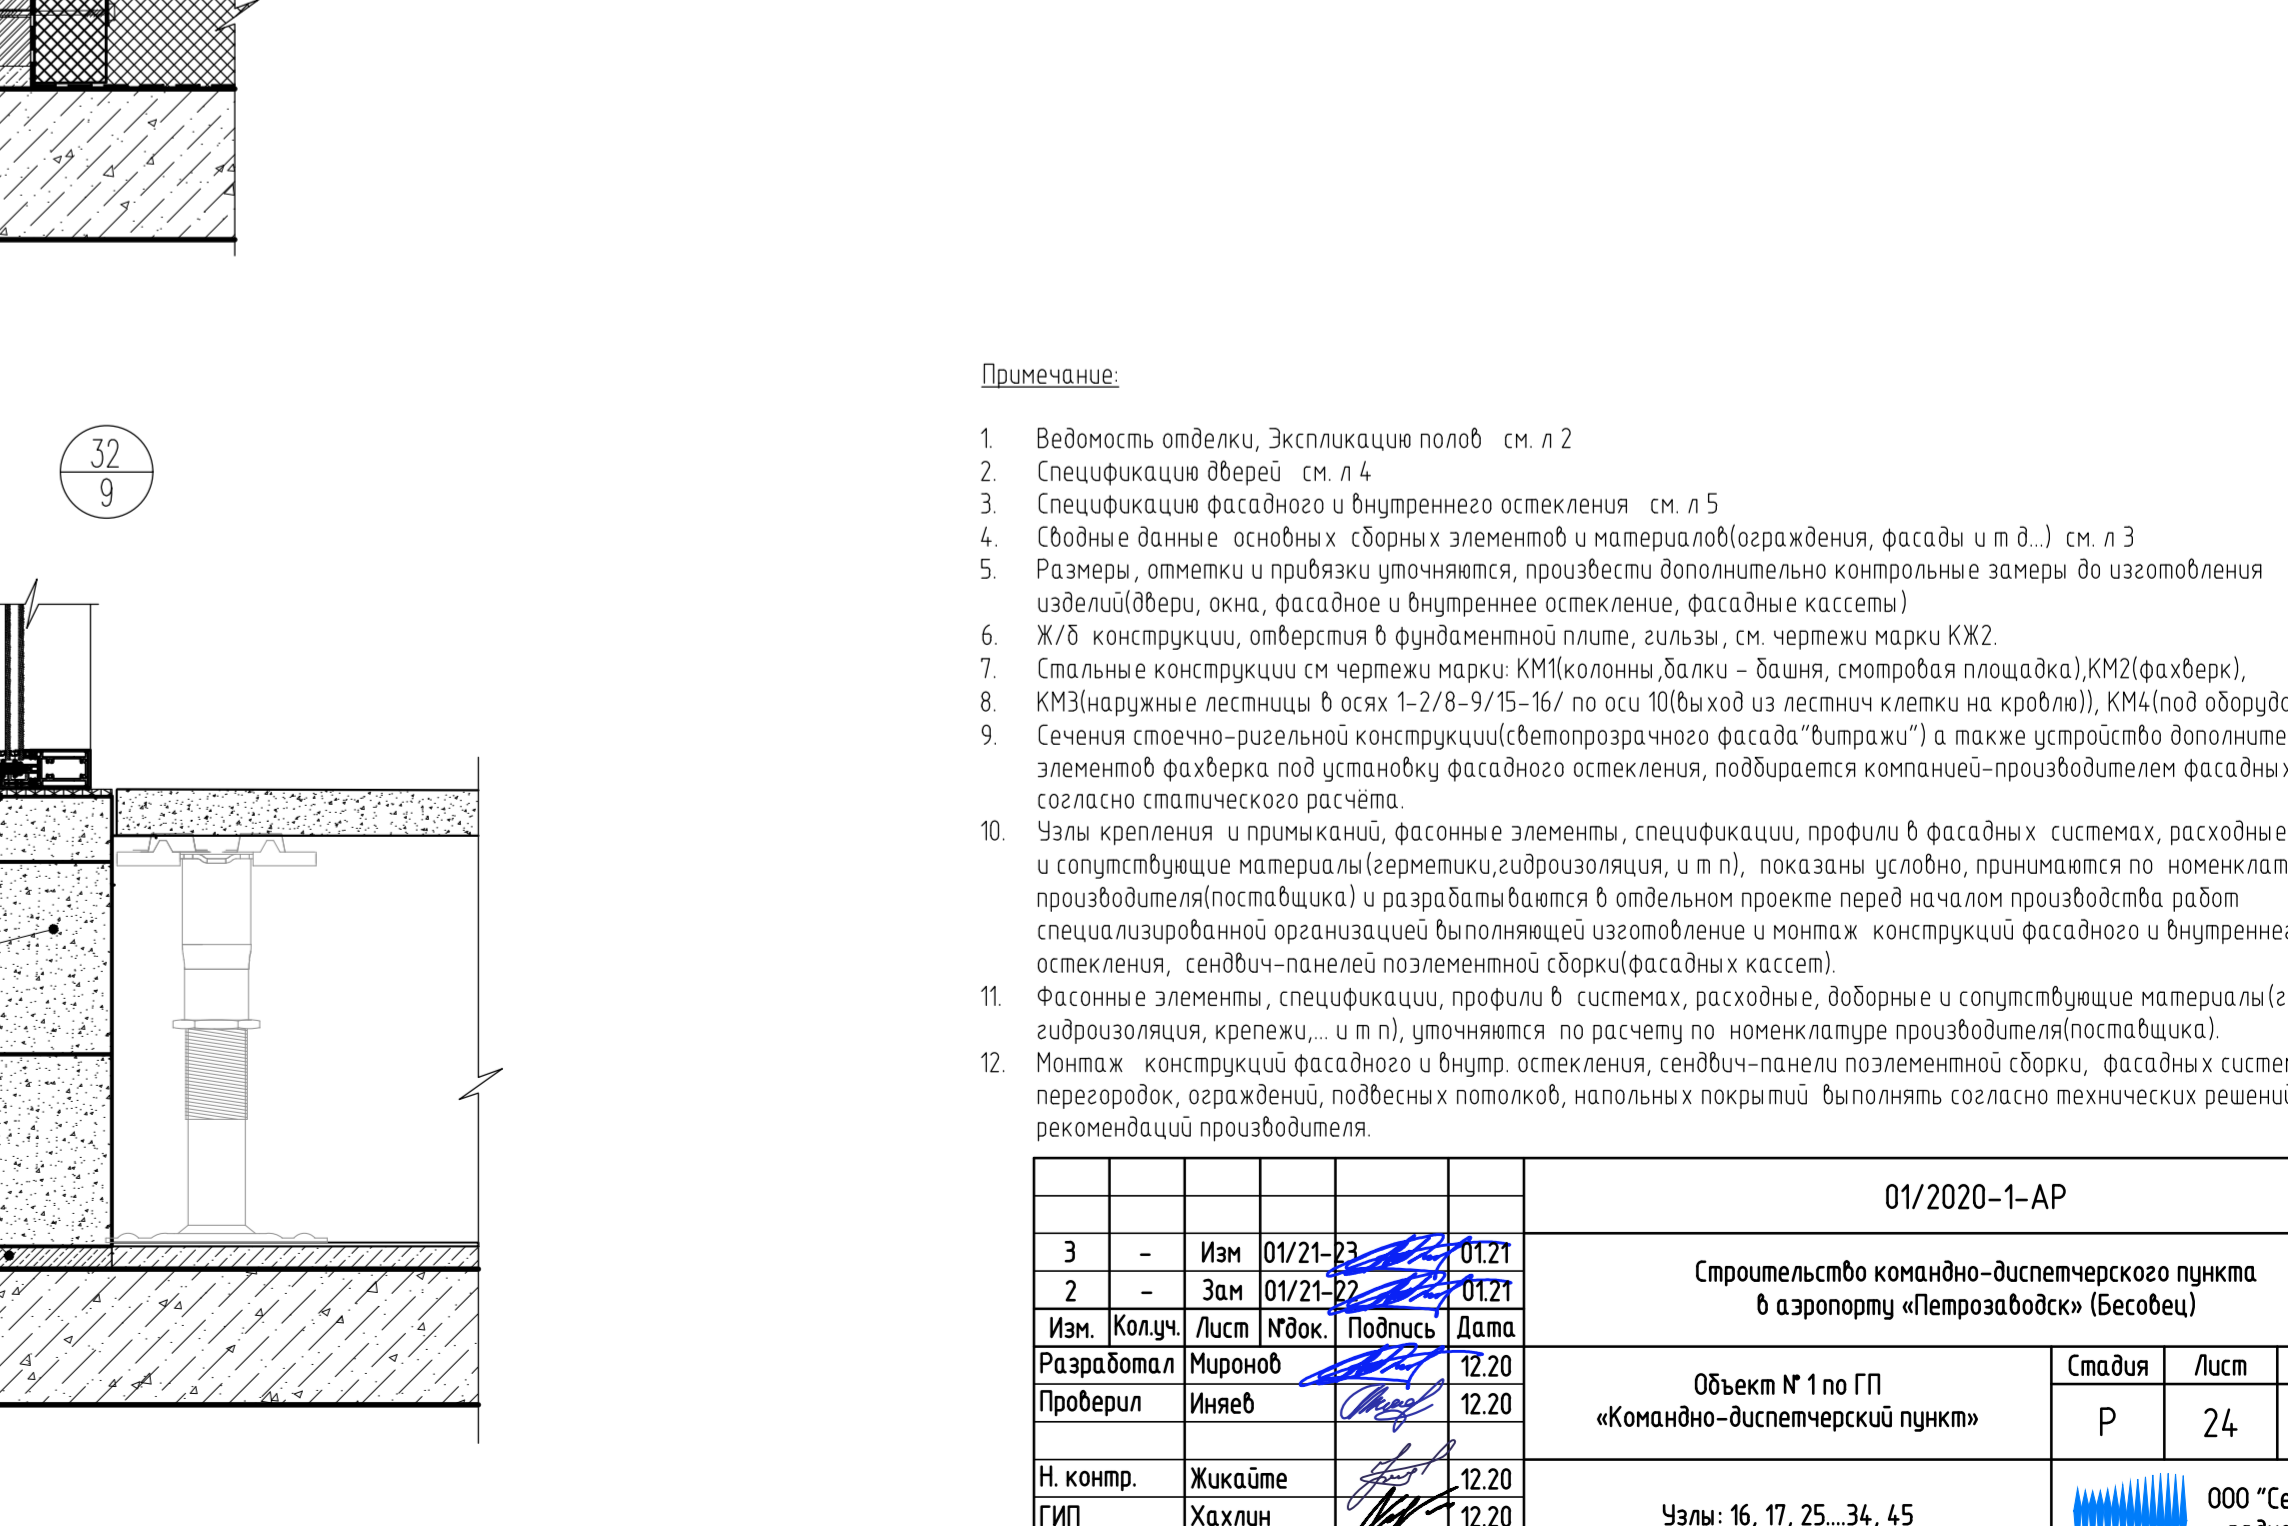 32
9
Примечание:
1. Ведомость отделки, Экспликацию полов см. л 2
2. Спецификацию дверей см. л 4
3. Спецификацию фасадного и внутреннего остекления см. л 5
4. Сводные данные основных сборных элементов и материалов(ограждения, фасады и т д...) см. л 3
5. Размеры, отметки и привязки уточняются, произвести дополнительно контрольные замеры до изготовления
изделий(двери, окна, фасадное и внутреннее остекление, фасадные кассеты)
6. Ж/б конструкции, отверстия в фундаментной плите, гильзы, см. чертежи марки КЖ2.
7. Стальные конструкции см чертежи марки: КМ1(колонны,балки - башня, смотровая площадка),КМ2(фахверк),
8. КМ3(наружные лестницы в осях 1-2/8-9/15-16/ по оси 10(выход из лестнич клетки на кровлю)), КМ4(под
9. Сечения стоечно-ригельной конструкции(светопрозрачного фасада"витражи") а также устройство
элементов фахверка под установку фасадного остекления, подбирается компанией-производителем фасадных
согласно статического расчёта.
10. Узлы крепления и примыканий, фасонные элементы, спецификации, профили в фасадных системах, расходные
и сопутствующие материалы(герметики,гидроизоляция, и т п), показаны условно, принимаются по
производителя(поставщика) и разрабатываются в отдельном проекте перед началом производства работ
специализированной организацией выполняющей изготовление и монтаж конструкций фасадного и
остекления, сендвич-панелей поэлементной сборки(фасадных кассет).
11. Фасонные элементы, спецификации, профили в системах, расходные, доборные и сопутствующие материалы(
гидроизоляция, крепежи,... и т п), уточняются по расчету по номенклатуре производителя(поставщика).
12. Монтаж конструкций фасадного и внутр. остекления, сендвич-панели поэлементной сборки, фасадных
перегородок, ограждений, подвесных потолков, напольных покрытий выполнять согласно технических решений
рекомендаций производителя.
01/2020-1-АР
3 - Изм 01/21-23 01.21
2 - Зам 01/21-22 01.21
Изм. Кол.уч. Лист №док. Подпись Дата
Строительство командно-диспетчерского пункта
в аэропорту «Петрозаводск» (Бесовец)
Разработал Миронов 12.20
Проверил Иняев 12.20
Н. контр. Жикайте 12.20
ГИП Хахлин 12.20
Объект № 1 по ГП
«Командно-диспетчерский пункт»
Стадия Лист
Р 24
Узлы: 16, 17, 25....34, 45
ООО